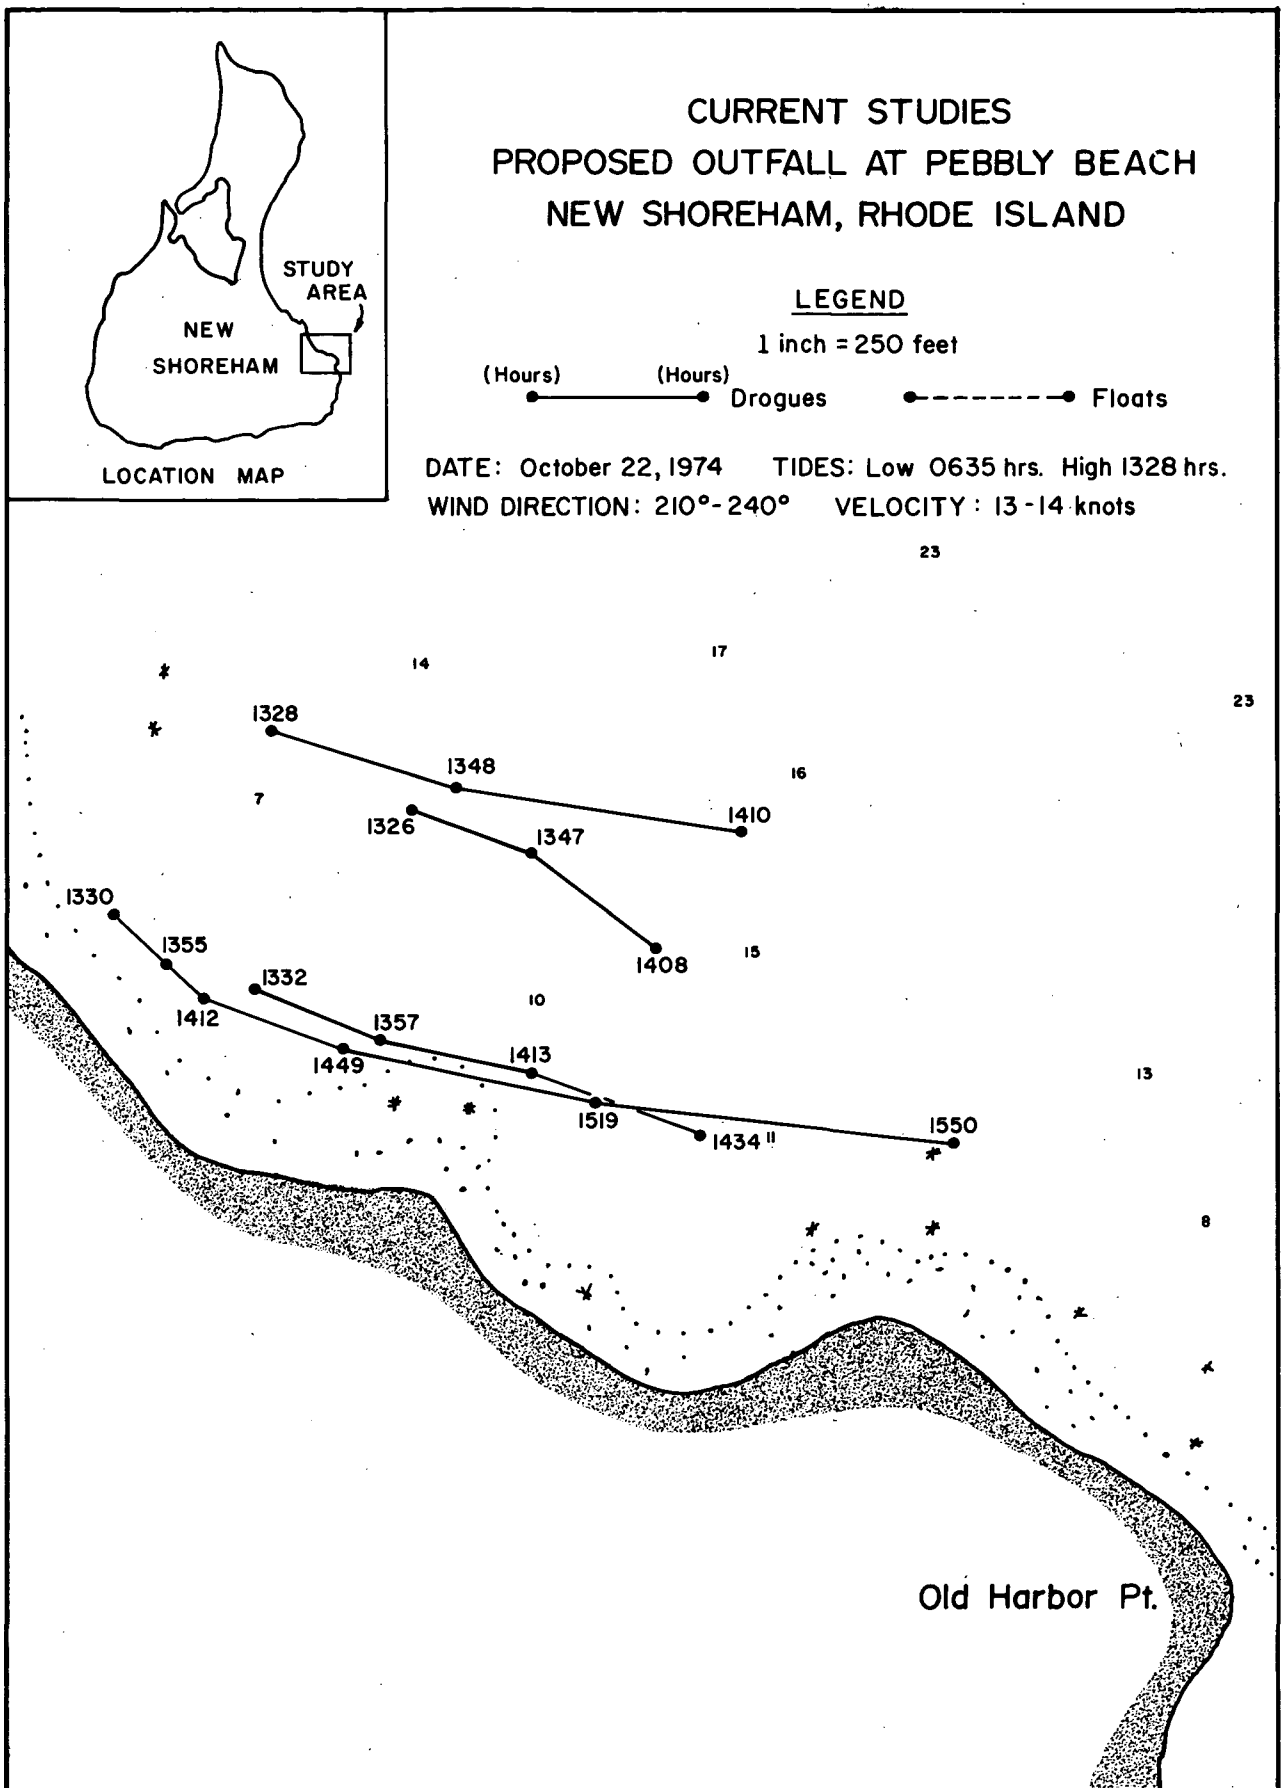 CURRENT STUDIES
PROPOSED OUTFALL AT PEBBLY BEACH
NEW SHOREHAM, RHODE ISLAND
STUDY
AREA
NEW
SHOREHAM
LOCATION MAP
LEGEND
1 inch = 250 feet
(Hours) (Hours) Drogues Floats
DATE: October 22, 1974 TIDES: Low 0635 hrs. High 1328 hrs.
WIND DIRECTION: 210°-240° VELOCITY: 13-14 knots
23
17
14
23
1328
1348
16
7
1410
1326
1347
1330
1355
15
1408
1332
10
1412
1357
1413
1449
13
1519
1550
1434 11
8
Old Harbor Pt.